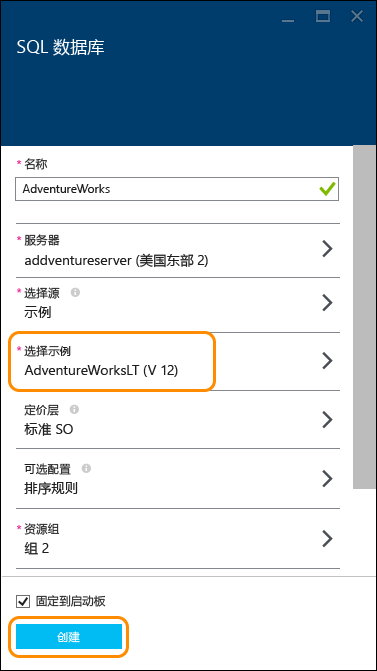 SQL 数据库
* 名称
AdventureWorks
* 服务器
addventureserver (美国东部 2)
* 选择源
示例
* 选择示例
AdventureWorksLT (V 12)
定价层
标准 SO
可选配置
排序规则
* 资源组
组 2
固定到启动板
创建